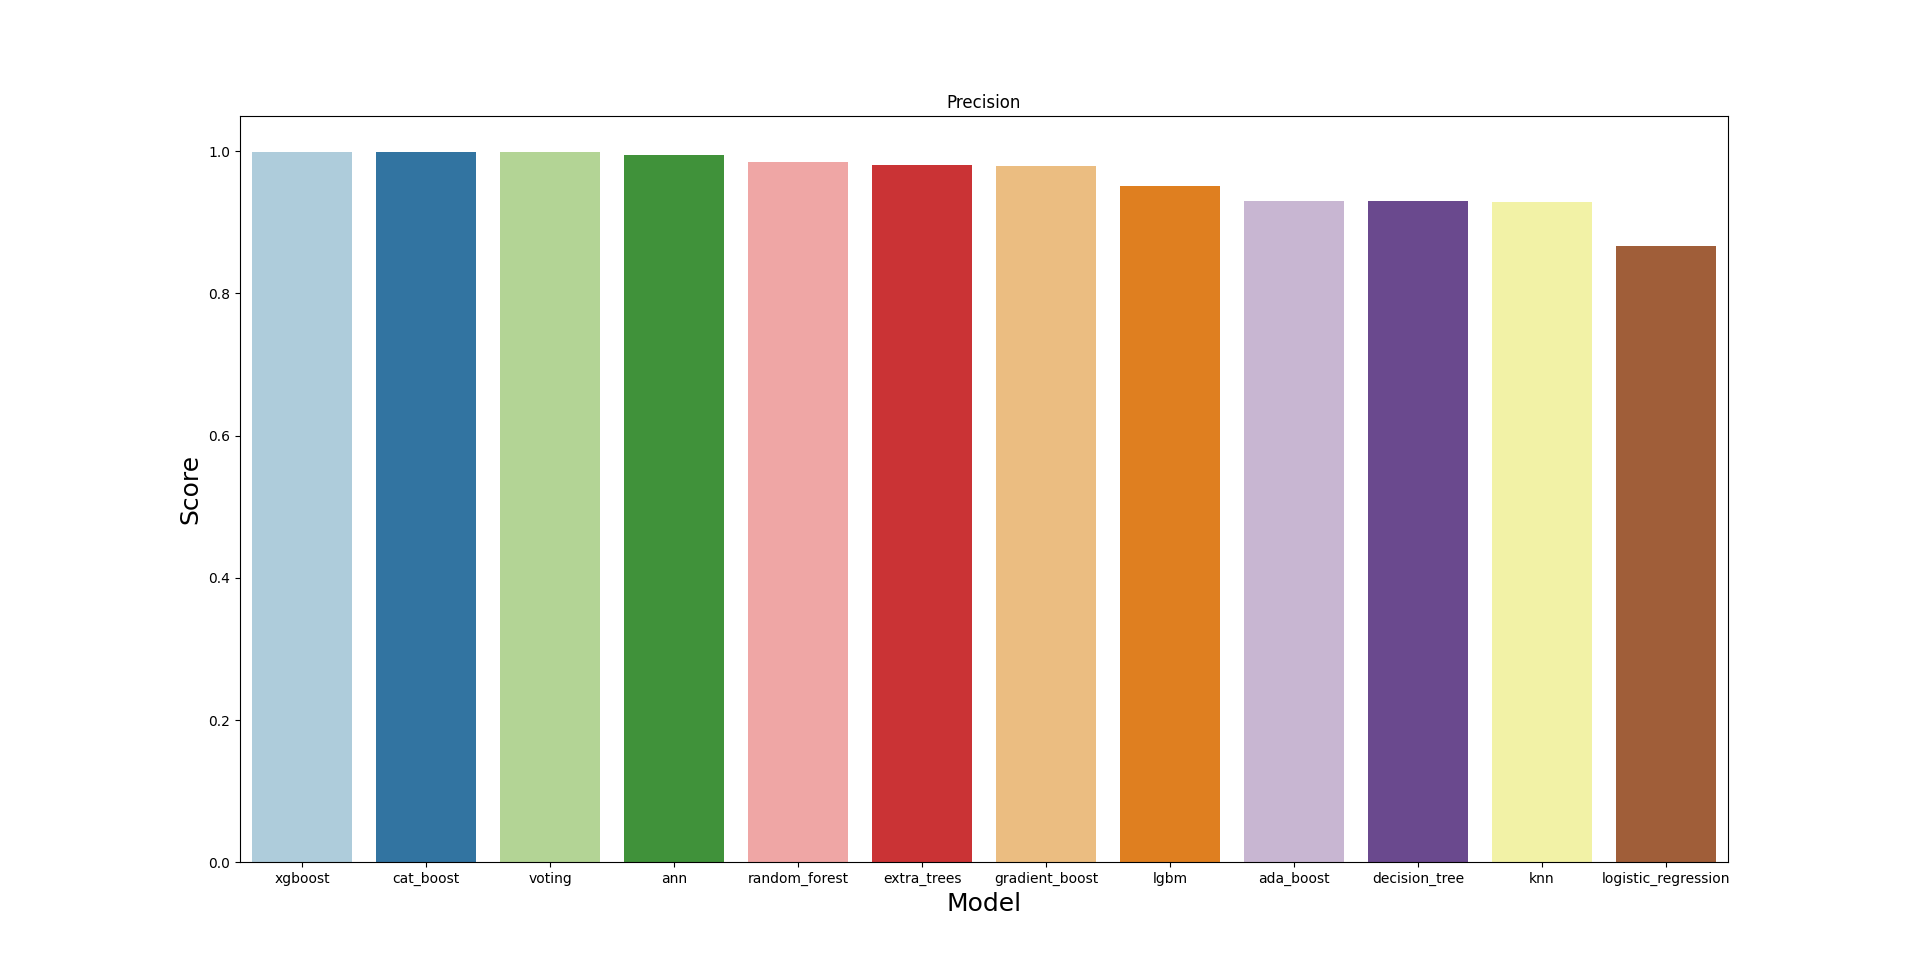 Precision
1.0
0.8
0.6
0.4
0.2
0.0
Score
xgboost cat_boost voting ann random_forest extra_trees gradient_boost lgbm ada_boost decision_tree knn logistic_regression
Model